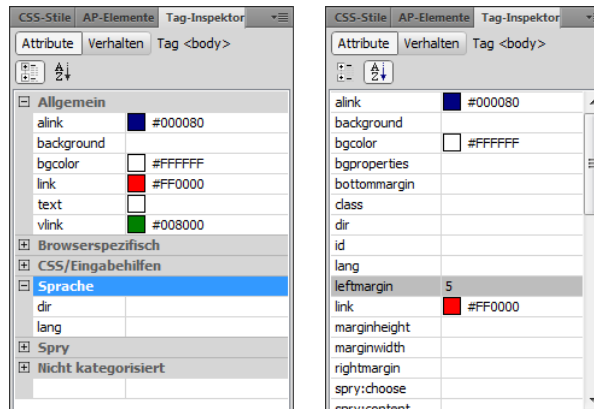 CSS-Stile AP-Elemente Tag-Inspektor
Attribute Verhalten Tag <body>
Allgemein
alink #000080
background
bgcolor #FFFFFF
link #FF0000
text
vlink #008000
Browserspezifisch
CSS/Eingabehilfen
Sprache
dir
lang
Spry
Nicht kategorisiert
CSS-Stile AP-Elemente Tag-Inspektor
Attribute Verhalten Tag <body>
alink #000080
background
bgcolor #FFFFFF
bgproperties
bottommargin
class
dir
id
lang
leftmargin 5
link #FF0000
marginheight
marginwidth
rightmargin
spry:choose
spry:content